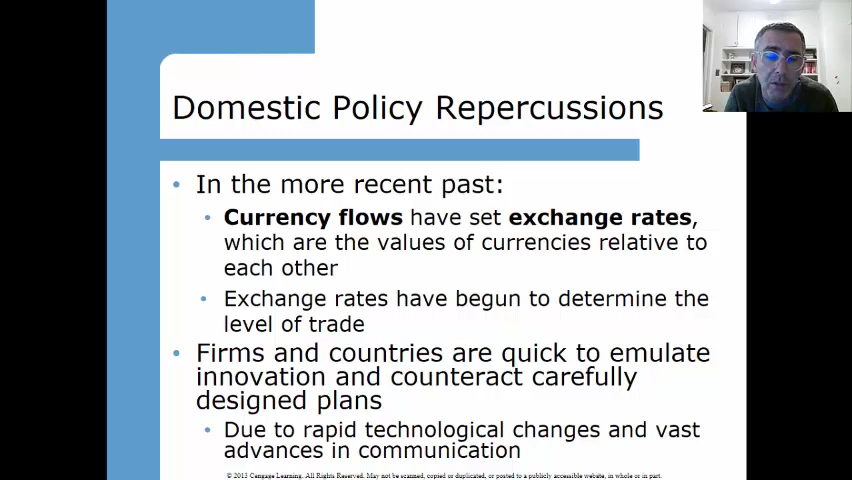 Domestic Policy Repercussions
• In the more recent past:
• Currency flows have set exchange rates,
which are the values of currencies relative to
each other
• Exchange rates have begun to determine the
level of trade
• Firms and countries are quick to emulate
innovation and counteract carefully
designed plans
• Due to rapid technological changes and vast
advances in communication
© 2013 Cengage Learning. All Rights Reserved. May not be scanned, copied or duplicated, or posted to a publicly accessible website, in whole or in part.